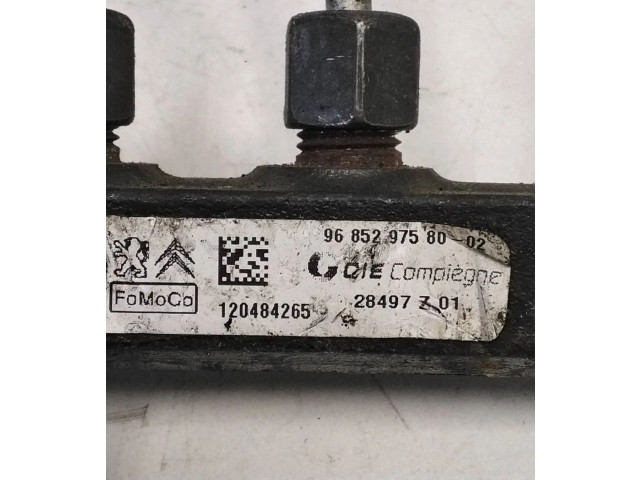 96 852 975 80-02
CIE Compiègne
FoMoCo
120484265
28497 Z 01